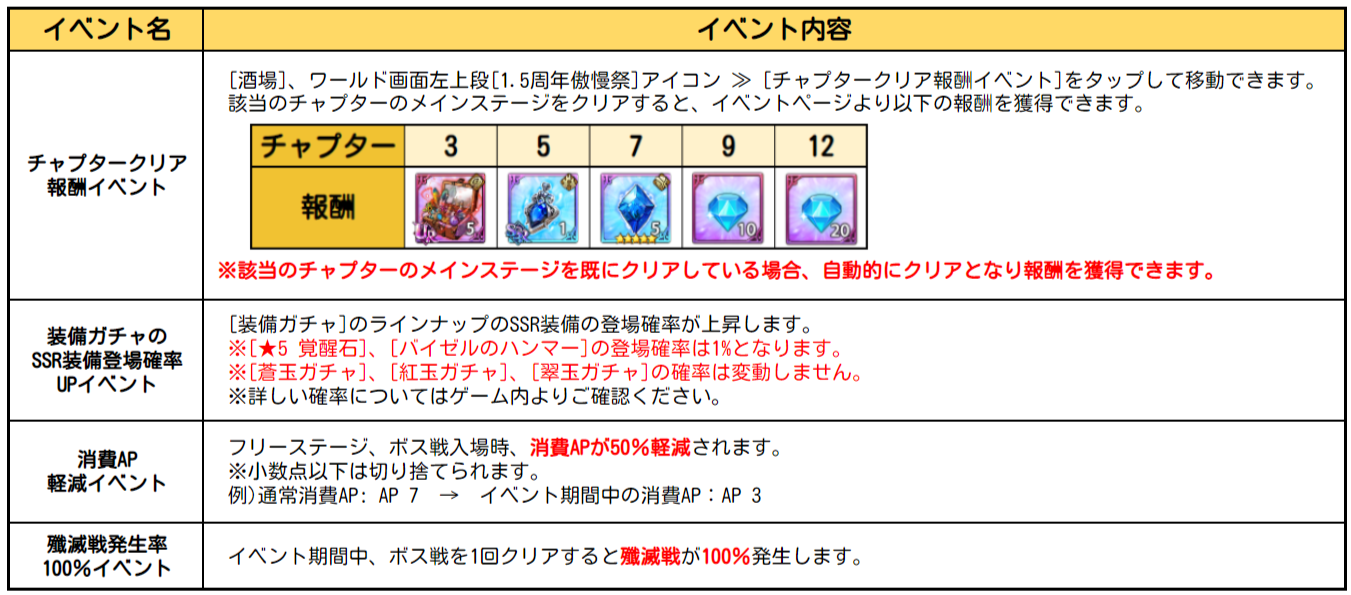 イベント名
イベント内容
チャプタークリア
報酬イベント
[酒場]、ワールド画面左上段[1.5周年傲慢祭]アイコン ≫ [チャプタークリア報酬イベント]をタップして移動できます。
該当のチャプターのメインステージをクリアすると、イベントページより以下の報酬を獲得できます。
チャプター 3 5 7 9 12
報酬
UR 5
1
5
10
20
※該当のチャプターのメインステージを既にクリアしている場合、自動的にクリアとなり報酬を獲得できます。
装備ガチャの
SSR装備登場確率
UPイベント
[装備ガチャ]のラインナップのSSR装備の登場確率が上昇します。
※[★5 覚醒石]、[バイゼルのハンマー]の登場確率は1%となります。
※[蒼玉ガチャ]、[紅玉ガチャ]、[翠玉ガチャ]の確率は変動しません。
※詳しい確率についてはゲーム内よりご確認ください。
消費AP
軽減イベント
フリーステージ、ボス戦入場時、消費APが50%軽減されます。
※小数点以下は切り捨てられます。
例)通常消費AP: AP 7 → イベント期間中の消費AP：AP 3
殲滅戦発生率
100%イベント
イベント期間中、ボス戦を1回クリアすると殲滅戦が100%発生します。